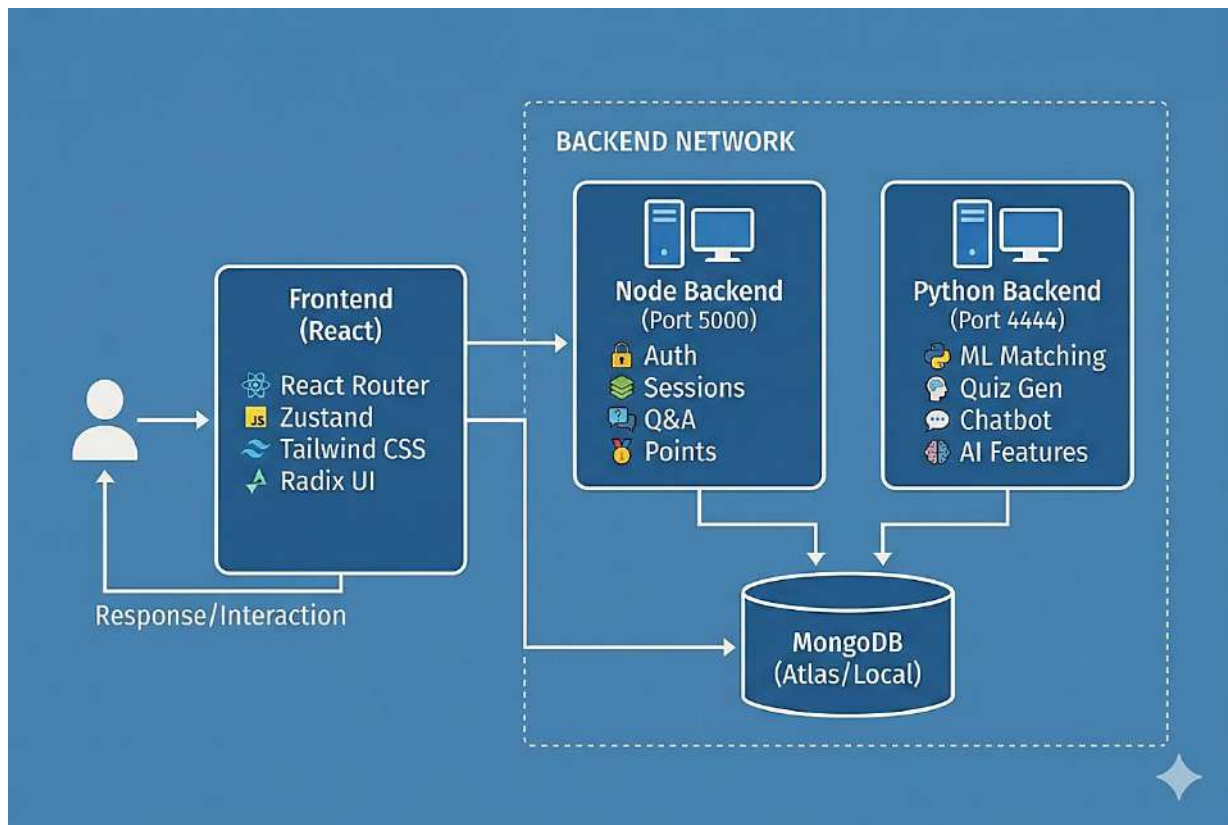 BACKEND NETWORK
Frontend
(React)
React Router
JS
Zustand
Tailwind CSS
Radix UI
Node Backend
(Port 5000)
Auth
Sessions
Q&A
Points
Python Backend
(Port 4444)
ML Matching
Quiz Gen
Chatbot
AI Features
Response/Interaction
MongoDB
(Atlas/Local)